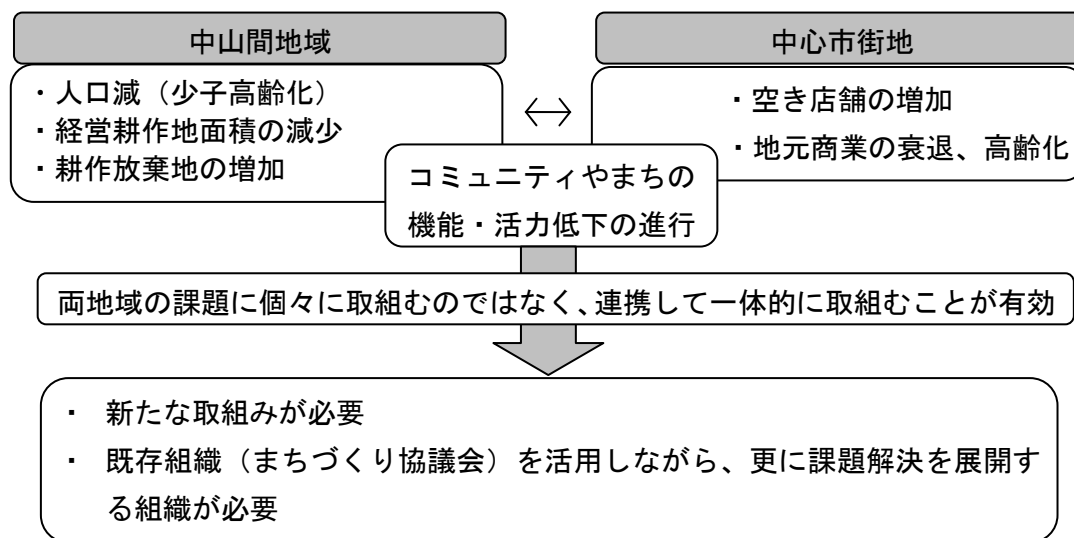 中山間地域
・人口減（少子高齢化）
・経営耕作地面積の減少
・耕作放棄地の増加
中心市街地
・空き店舗の増加
・地元商業の衰退、高齢化
コミュニティやまちの
機能・活力低下の進行
両地域の課題に個々に取組むのではなく、連携して一体的に取組むことが有効
・ 新たな取組みが必要
・ 既存組織（まちづくり協議会）を活用しながら、更に課題解決を展開す
る組織が必要